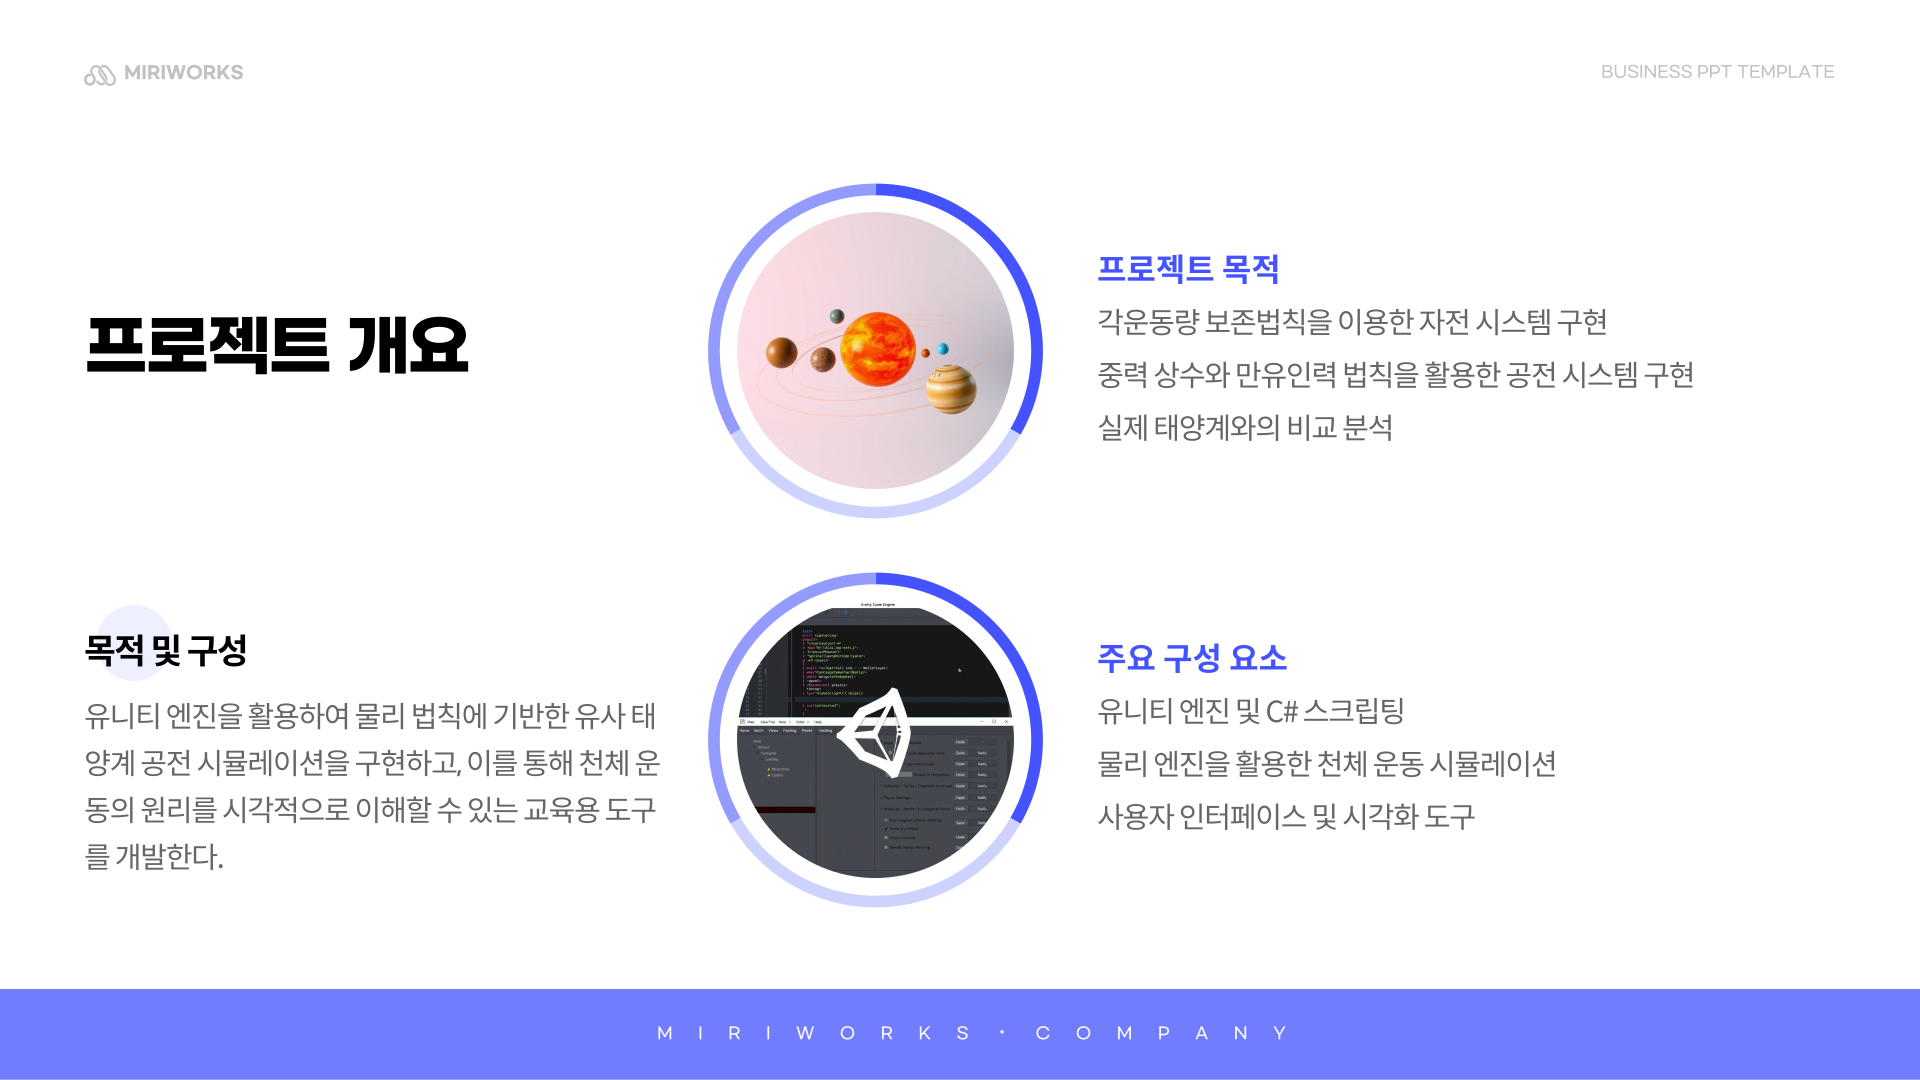 MIRIWORKS
BUSINESS PPT TEMPLATE
프로젝트 개요
프로젝트 목적
각운동량 보존법칙을 이용한 자전 시스템 구현
중력 상수와 만유인력 법칙을 활용한 공전 시스템 구현
실제 태양계와의 비교 분석
목적 및 구성
유니티 엔진을 활용하여 물리 법칙에 기반한 유사 태
양계 공전 시뮬레이션을 구현하고, 이를 통해 천체 운
동의 원리를 시각적으로 이해할 수 있는 교육용 도구
를 개발한다.
주요 구성 요소
유니티 엔진 및 C# 스크립팅
물리 엔진을 활용한 천체 운동 시뮬레이션
사용자 인터페이스 및 시각화 도구
MIRIWORKS · COMPANY